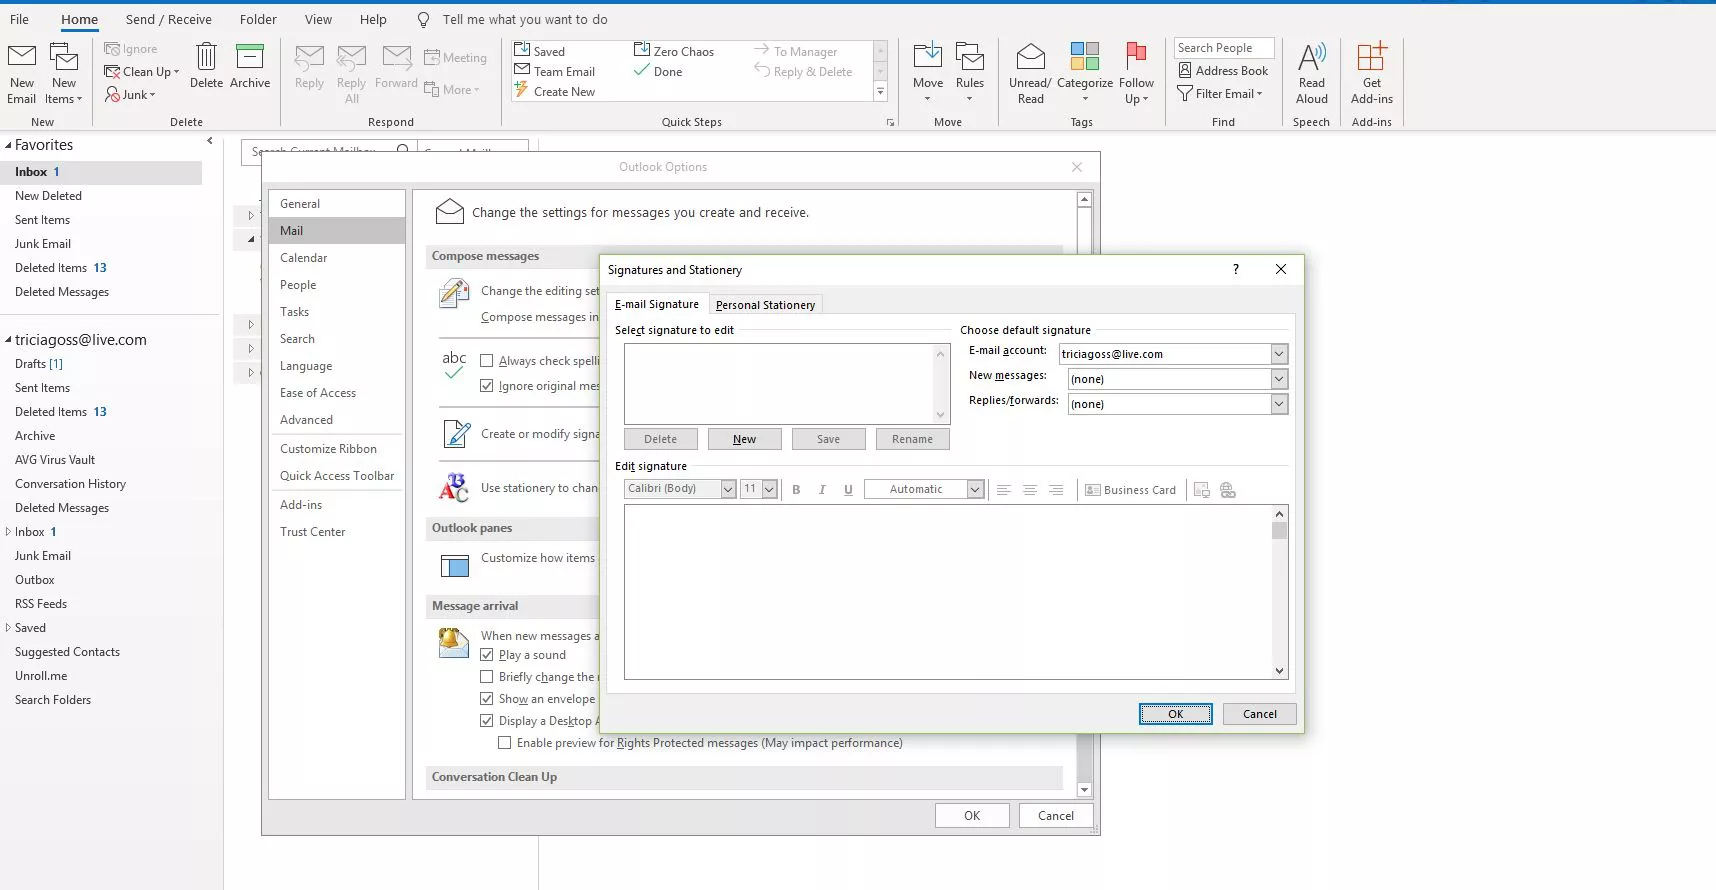 File Home Send / Receive Folder View Help Tell me what you want to do
New Email
New Items
Ignore
Clean Up
Junk
Delete
Archive
Reply
Reply All
Forward
Meeting
More
Saved
Team Email
Create New
Zero Chaos
Done
To Manager
Reply & Delete
Move
Rules
Unread/ Read
Categorize
Follow Up
Search People
Address Book
Filter Email
Read Aloud
Get Add-ins
New Delete Respond Quick Steps Move Tags Find Speech Add-ins
Favorites
Inbox 1
New Deleted
Sent Items
Junk Email
Deleted Items 13
Deleted Messages
triciagoss@live.com
Drafts [1]
Sent Items
Deleted Items 13
Archive
AVG Virus Vault
Conversation History
Deleted Messages
Inbox 1
Junk Email
Outbox
RSS Feeds
Saved
Suggested Contacts
Unroll.me
Search Folders
Outlook Options
General
Mail
Calendar
People
Tasks
Search
Language
Ease of Access
Advanced
Customize Ribbon
Quick Access Toolbar
Add-ins
Trust Center
Change the settings for messages you create and receive.
Compose messages
Change the editing set
Compose messages in
abc
Always check spelli
Ignore original mes
Create or modify signa
Use stationery to chan
Outlook panes
Customize how items
Message arrival
When new messages a
Play a sound
Briefly change the
Show an envelope
Display a Desktop A
Enable preview for Rights Protected messages (May impact performance)
Conversation Clean Up
OK Cancel
Signatures and Stationery ?
E-mail Signature Personal Stationery
Select signature to edit
Delete New Save Rename
Choose default signature
E-mail account: triciagoss@live.com
New messages: (none)
Replies/forwards: (none)
Edit signature
Calibri (Body) 11 B I U Automatic Business Card
OK Cancel